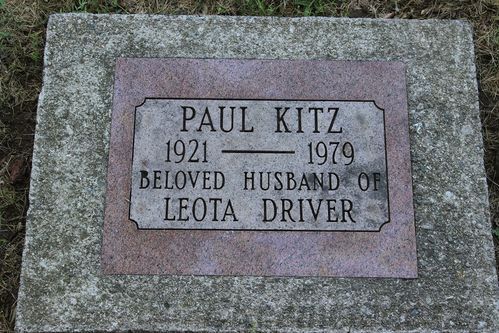 PAUL KITZ
1921 — 1979
BELOVED HUSBAND OF
LEOTA DRIVER